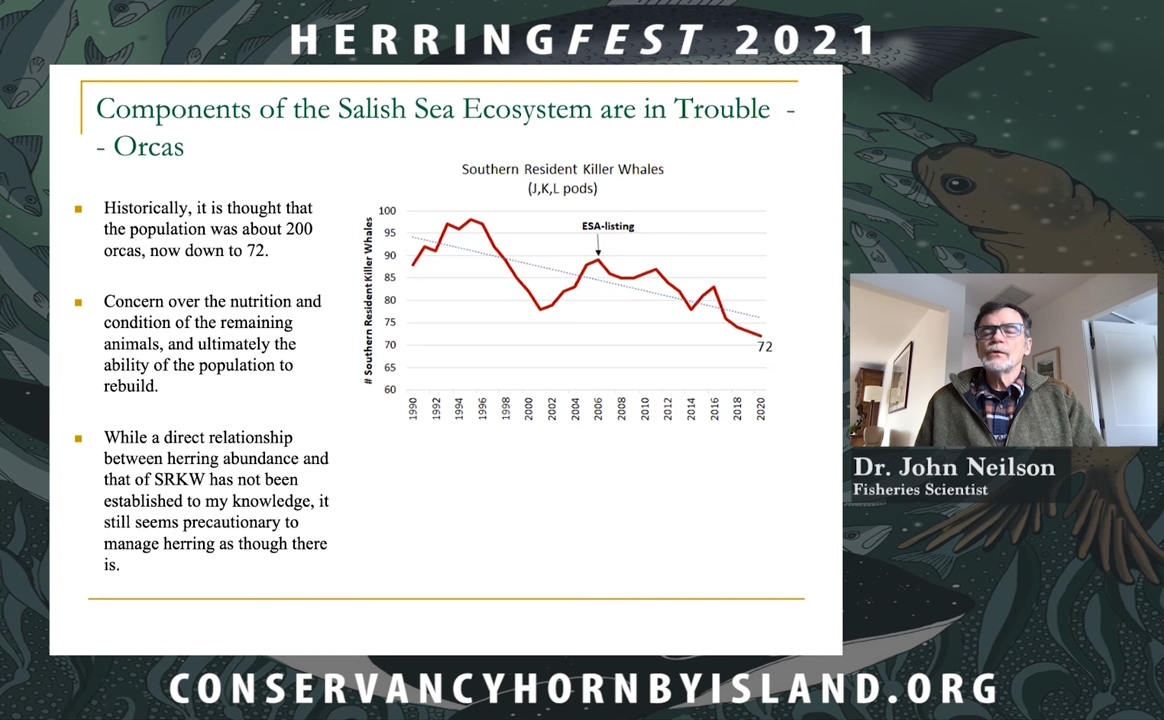 HERRINGFEST 2021
Components of the Salish Sea Ecosystem are in Trouble -
- Orcas
Historically, it is thought that
the population was about 200
orcas, now down to 72.
Concern over the nutrition and
condition of the remaining
animals, and ultimately the
ability of the population to
rebuild.
While a direct relationship
between herring abundance and
that of SRKW has not been
established to my knowledge, it
still seems precautionary to
manage herring as though there
is.
Southern Resident Killer Whales
(J,K,L pods)
# Southern Resident Killer Whales
100
95
90
85
80
75
70
65
60
ESA-listing
72
1990
1992
1994
1996
1998
2000
2002
2004
2006
2008
2010
2012
2014
2016
2018
2020
Dr. John Neilson
Fisheries Scientist
CONSERVANCYHORNBYISLAND.ORG